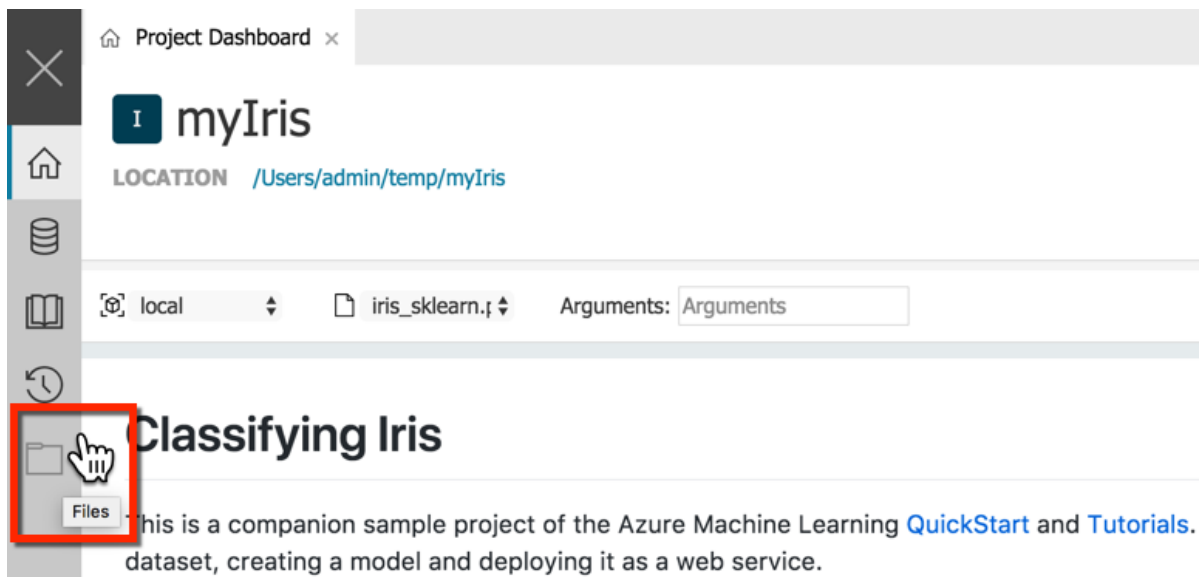 Project Dashboard ×
I myIris
LOCATION /Users/admin/temp/myIris
local iris_sklearn.p Arguments: Arguments
Classifying Iris
Files
This is a companion sample project of the Azure Machine Learning QuickStart and Tutorials.
dataset, creating a model and deploying it as a web service.